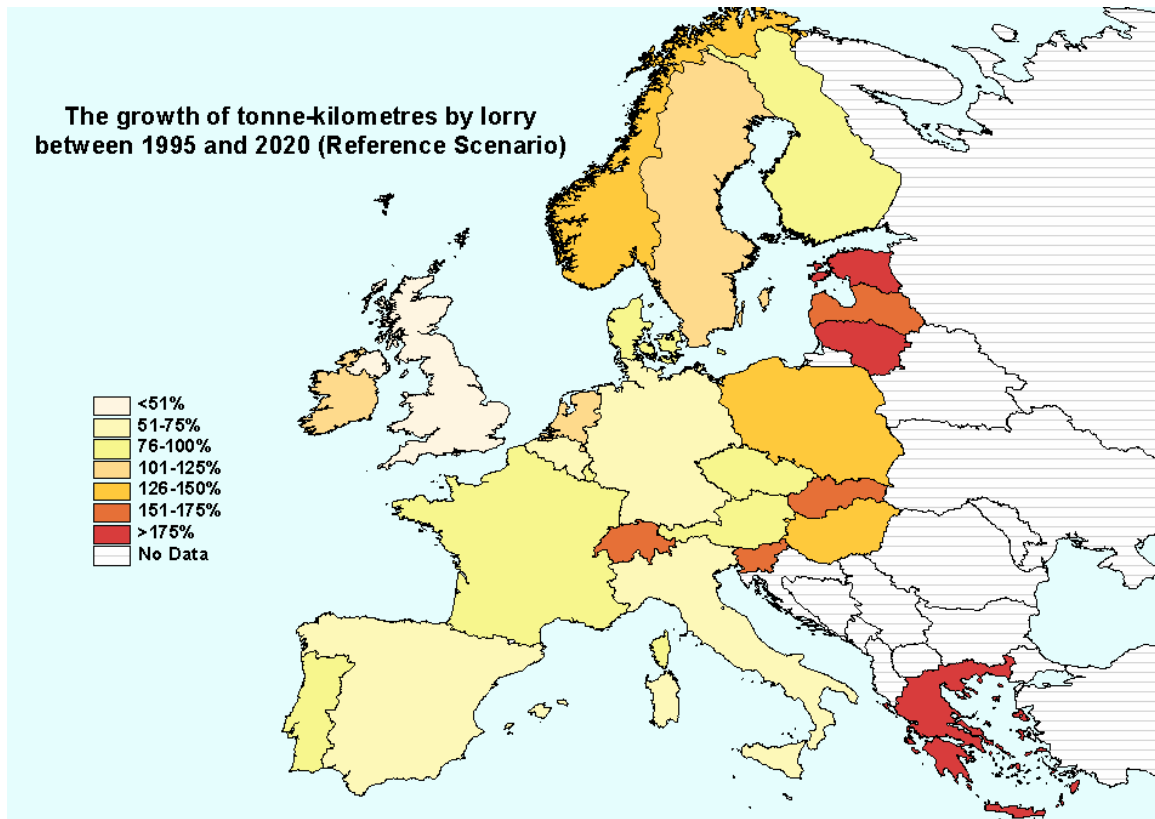 The growth of tonne-kilometres by lorry
between 1995 and 2020 (Reference Scenario)
<51%
51-75%
76-100%
101-125%
126-150%
151-175%
>175%
No Data